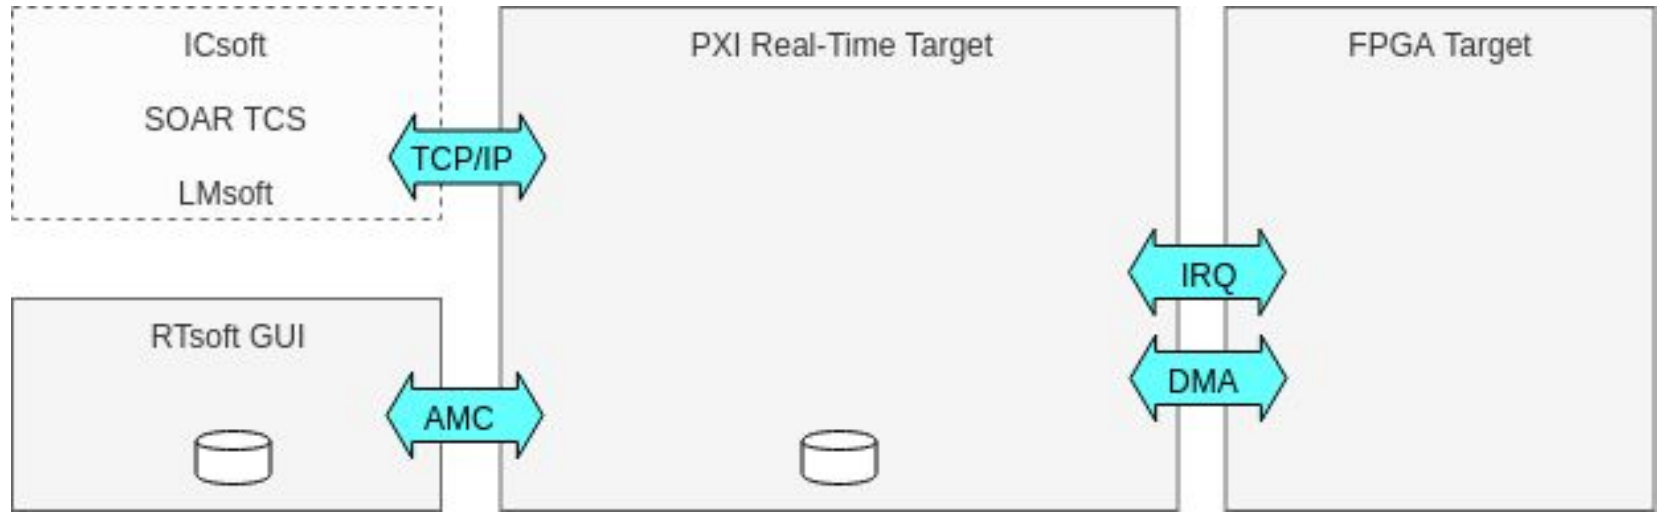 ICsoft
SOAR TCS
LMsoft
TCP/IP
RTsoft GUI
AMC
PXI Real-Time Target
IRQ
DMA
FPGA Target